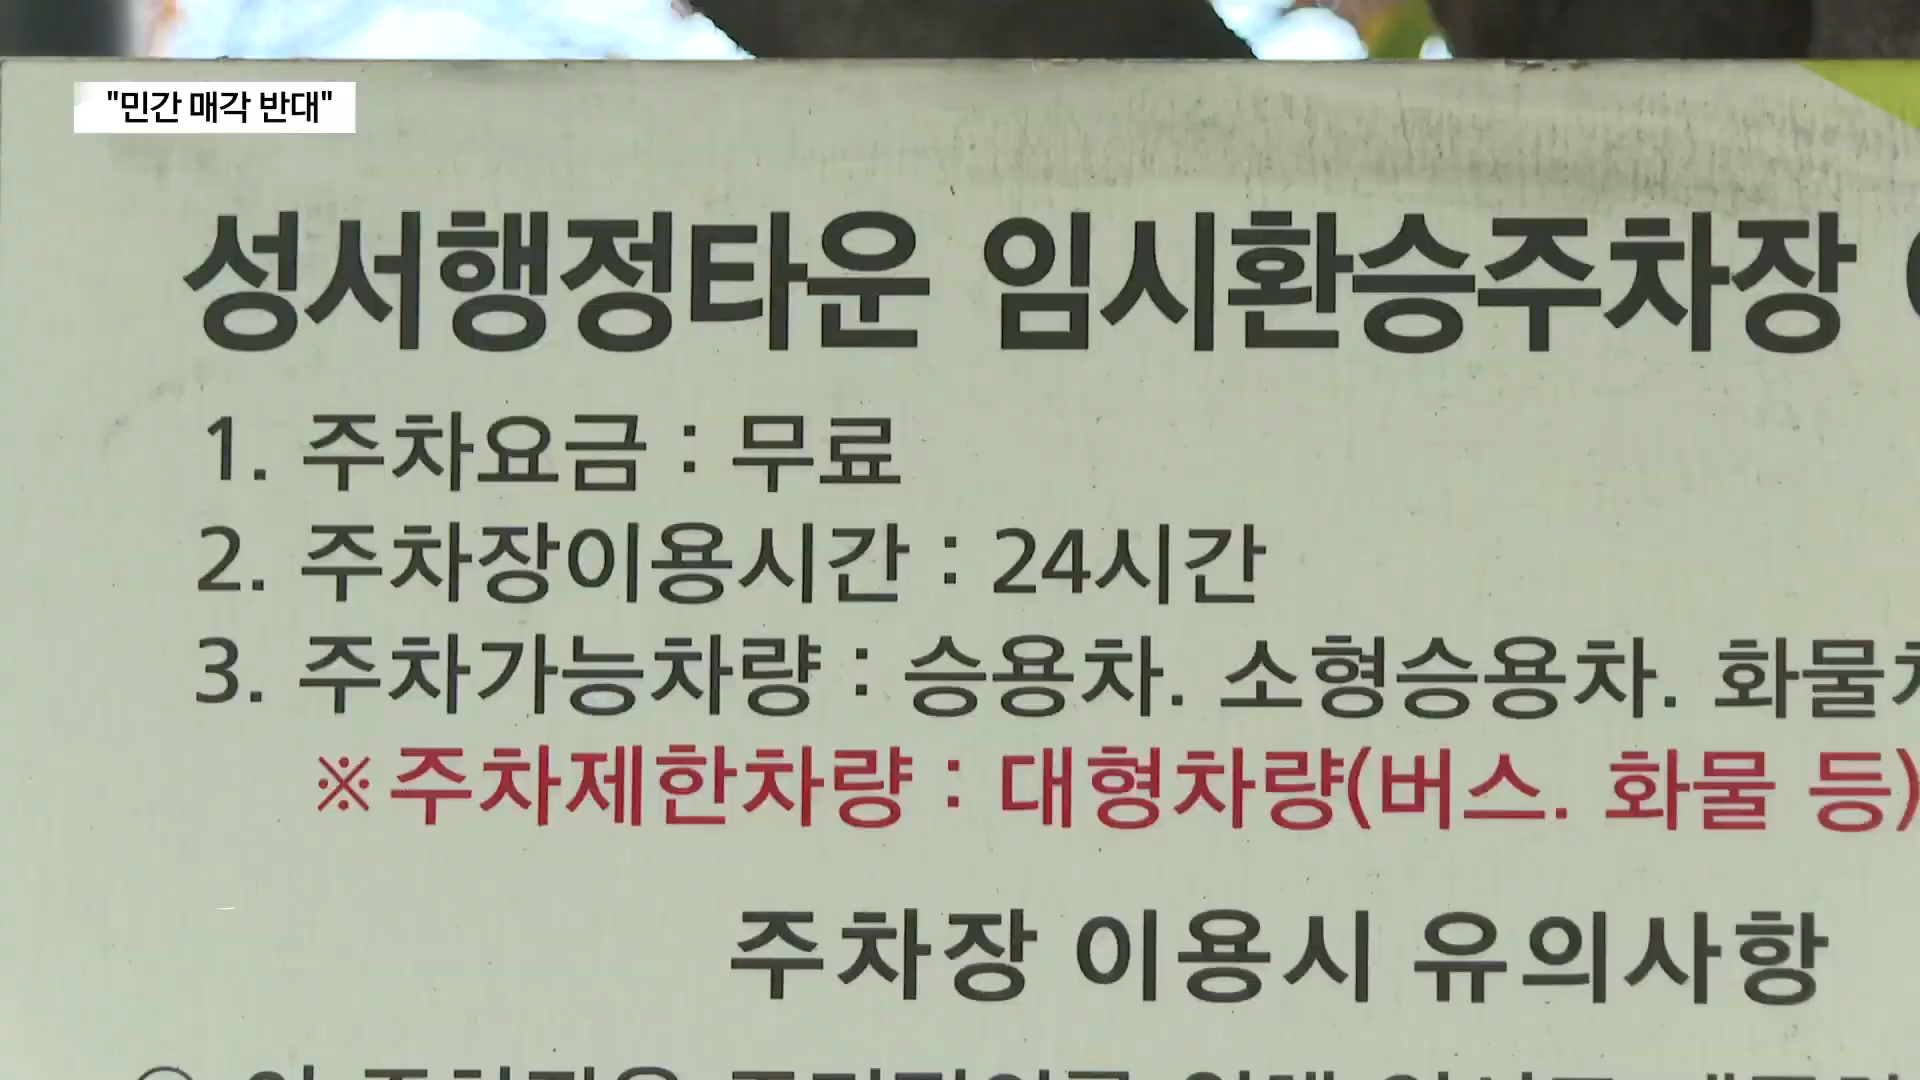 "민간 매각 반대"
성서행정타운 임시환승주차장
1. 주차요금 : 무료
2. 주차장이용시간 : 24시간
3. 주차가능차량 : 승용차. 소형승용차. 화물차
※주차제한차량 : 대형차량(버스. 화물 등)
주차장 이용시 유의사항